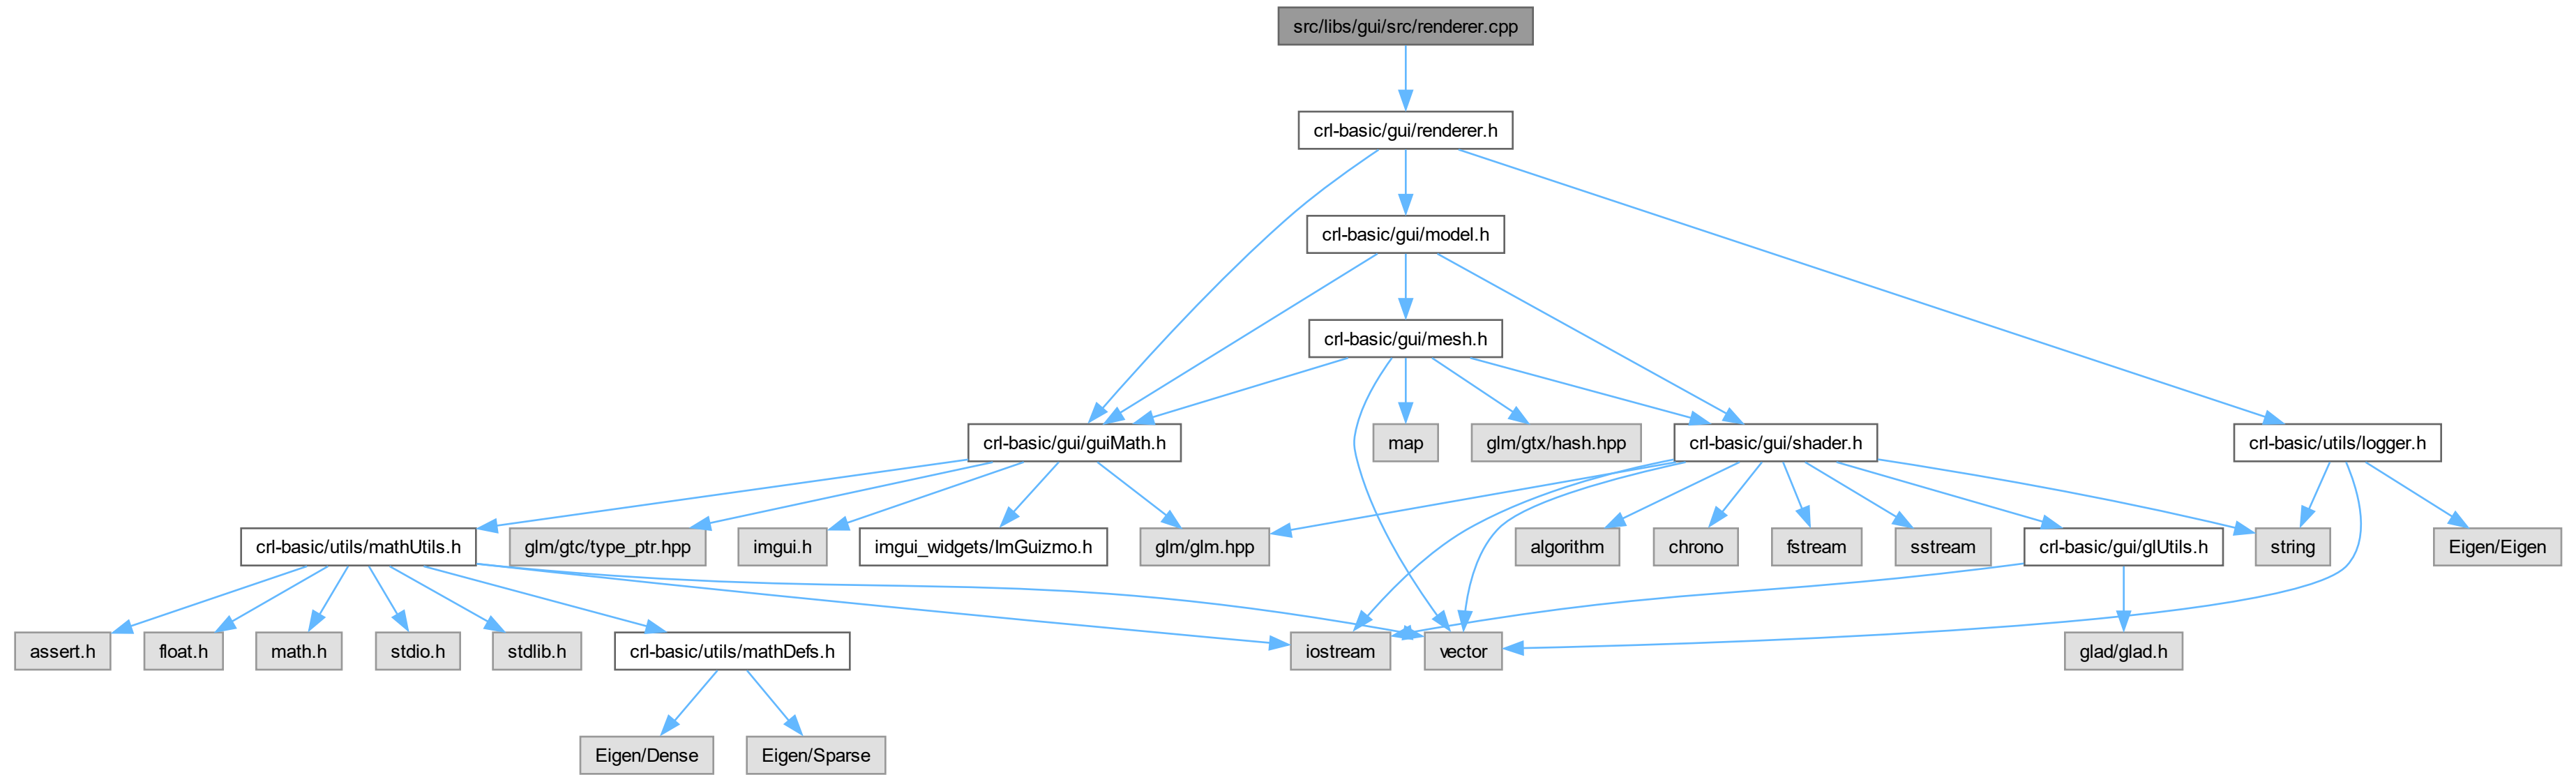 src/libs/gui/src/renderer.cpp
crl-basic/gui/renderer.h
crl-basic/gui/model.h
crl-basic/gui/mesh.h
crl-basic/gui/guiMath.h
map
glm/gtx/hash.hpp
crl-basic/gui/shader.h
crl-basic/utils/logger.h
crl-basic/utils/mathUtils.h
glm/gtc/type_ptr.hpp
imgui.h
imgui_widgets/ImGuizmo.h
glm/glm.hpp
algorithm
chrono
fstream
sstream
crl-basic/gui/glUtils.h
string
Eigen/Eigen
assert.h
float.h
math.h
stdio.h
stdlib.h
crl-basic/utils/mathDefs.h
iostream
vector
glad/glad.h
Eigen/Dense
Eigen/Sparse